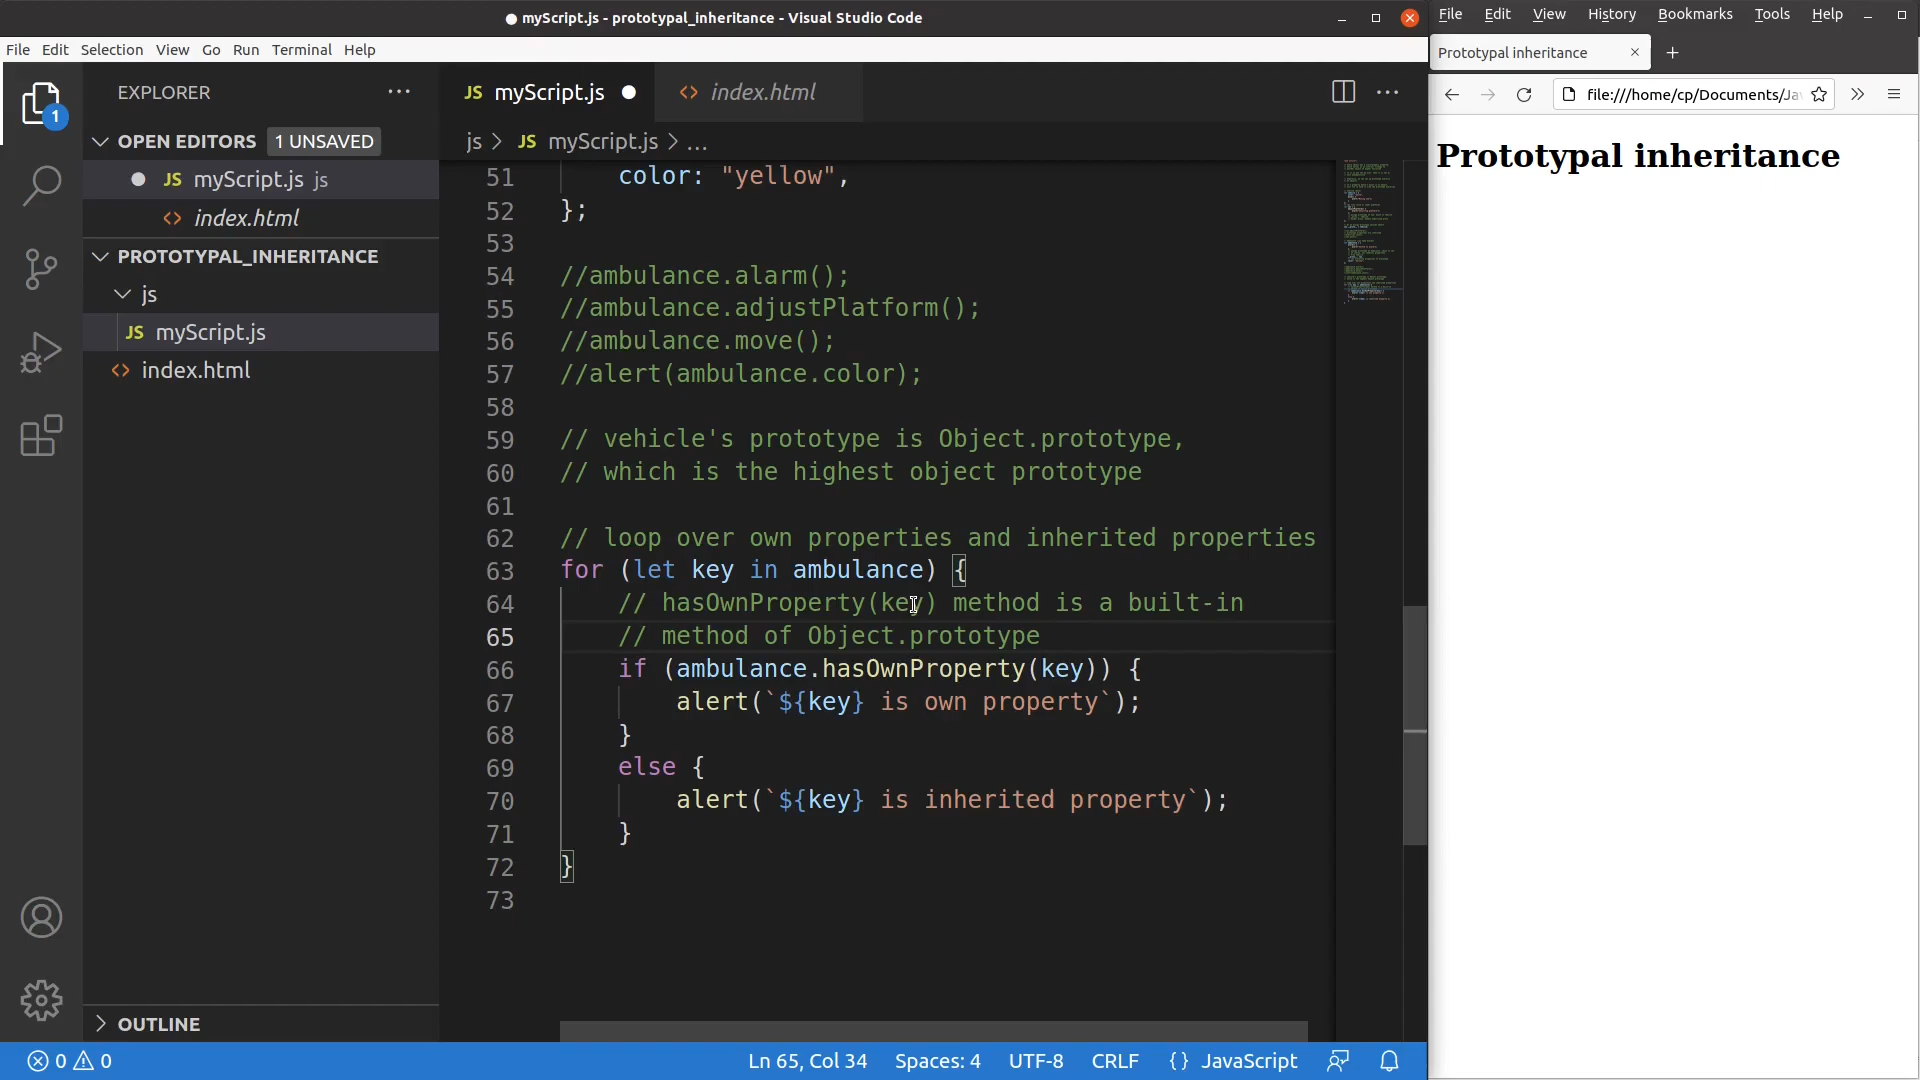 myScript.js - prototypal_inheritance - Visual Studio Code
File Edit Selection View Go Run Terminal Help
EXPLORER
1
OPEN EDITORS 1 UNSAVED
JS myScript.js js
<> index.html
PROTOTYPAL_INHERITANCE
js
JS myScript.js
<> index.html
OUTLINE
JS myScript.js
<> index.html
js > JS myScript.js > ...
51 color: "yellow",
52 };
53
54 //ambulance.alarm();
55 //ambulance.adjustPlatform();
56 //ambulance.move();
57 //alert(ambulance.color);
58
59 // vehicle's prototype is Object.prototype,
60 // which is the highest object prototype
61
62 // loop over own properties and inherited properties
63 for (let key in ambulance) {
64 // hasOwnProperty(key) method is a built-in
65 // method of Object.prototype
66 if (ambulance.hasOwnProperty(key)) {
67 alert(`${key} is own property`);
68 }
69 else {
70 alert(`${key} is inherited property`);
71 }
72 }
73
0 0 Ln 65, Col 34 Spaces: 4 UTF-8 CRLF {} JavaScript
File Edit View History Bookmarks Tools Help
Prototypal inheritance
file:///home/cp/Documents/Ja
Prototypal inheritance